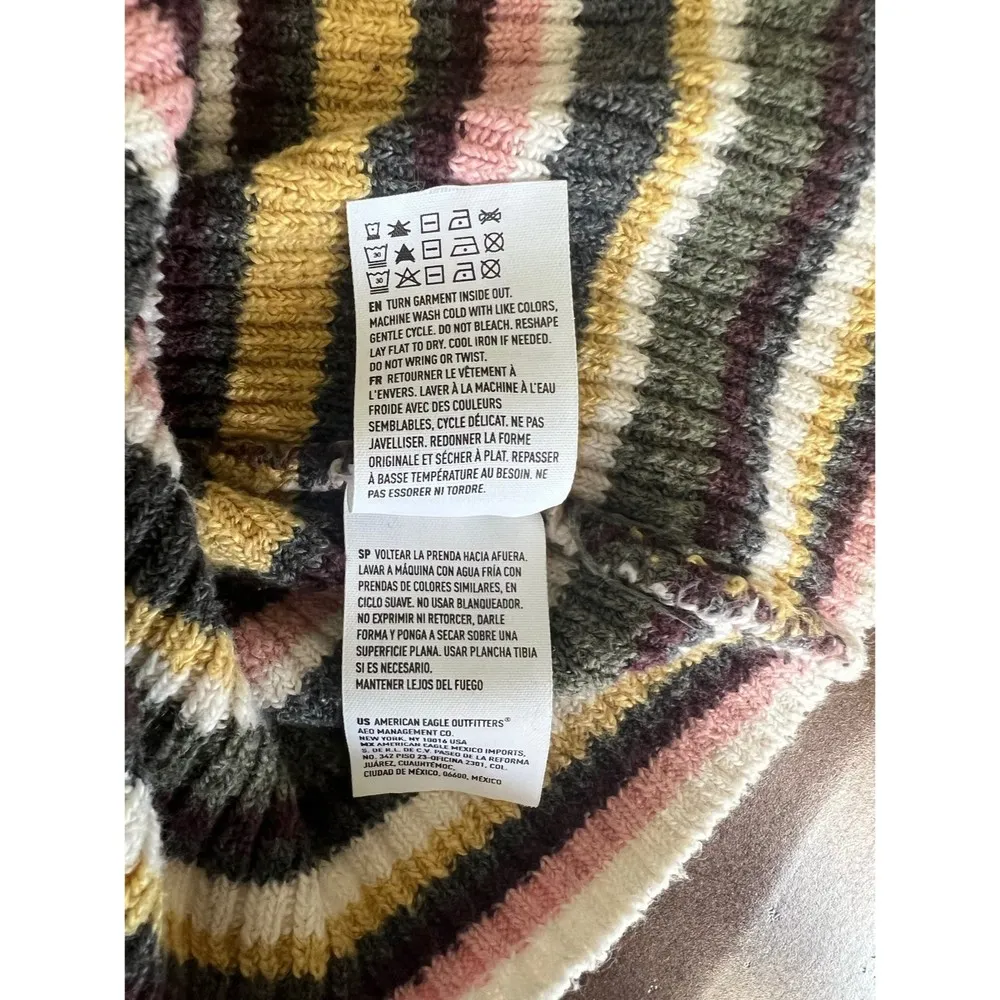 30
30
EN TURN GARMENT INSIDE OUT.
MACHINE WASH COLD WITH LIKE COLORS,
GENTLE CYCLE. DO NOT BLEACH. RESHAPE
LAY FLAT TO DRY. COOL IRON IF NEEDED.
DO NOT WRING OR TWIST.
FR RETOURNER LE VÊTEMENT À
L'ENVERS. LAVER À LA MACHINE À L'EAU
FROIDE AVEC DES COULEURS
SEMBLABLES, CYCLE DÉLICAT. NE PAS
JAVELLISER. REDONNER LA FORME
ORIGINALE ET SÉCHER À PLAT. REPASSER
À BASSE TEMPÉRATURE AU BESOIN. NE
PAS ESSORER NI TORDRE.
SP VOLTEAR LA PRENDA HACIA AFUERA.
LAVAR A MÁQUINA CON AGUA FRÍA CON
PRENDAS DE COLORES SIMILARES, EN
CICLO SUAVE. NO USAR BLANQUEADOR.
NO EXPRIMIR NI RETORCER, DARLE
FORMA Y PONGA A SECAR SOBRE UNA
SUPERFICIE PLANA. USAR PLANCHA TIBIA
SI ES NECESARIO.
MANTENER LEJOS DEL FUEGO
US AMERICAN EAGLE OUTFITTERS®
AEO MANAGEMENT CO.
NEW YORK, NY 10016 USA
MX AMERICAN EAGLE MEXICO IMPORTS,
S. DE R.L. DE C.V. PASEO DE LA REFORMA
NO. 342 PISO 23-OFICINA 2301, COL.
JUÁREZ, CUAUHTÉMOC,
CIUDAD DE MÉXICO, 06600, MÉXICO